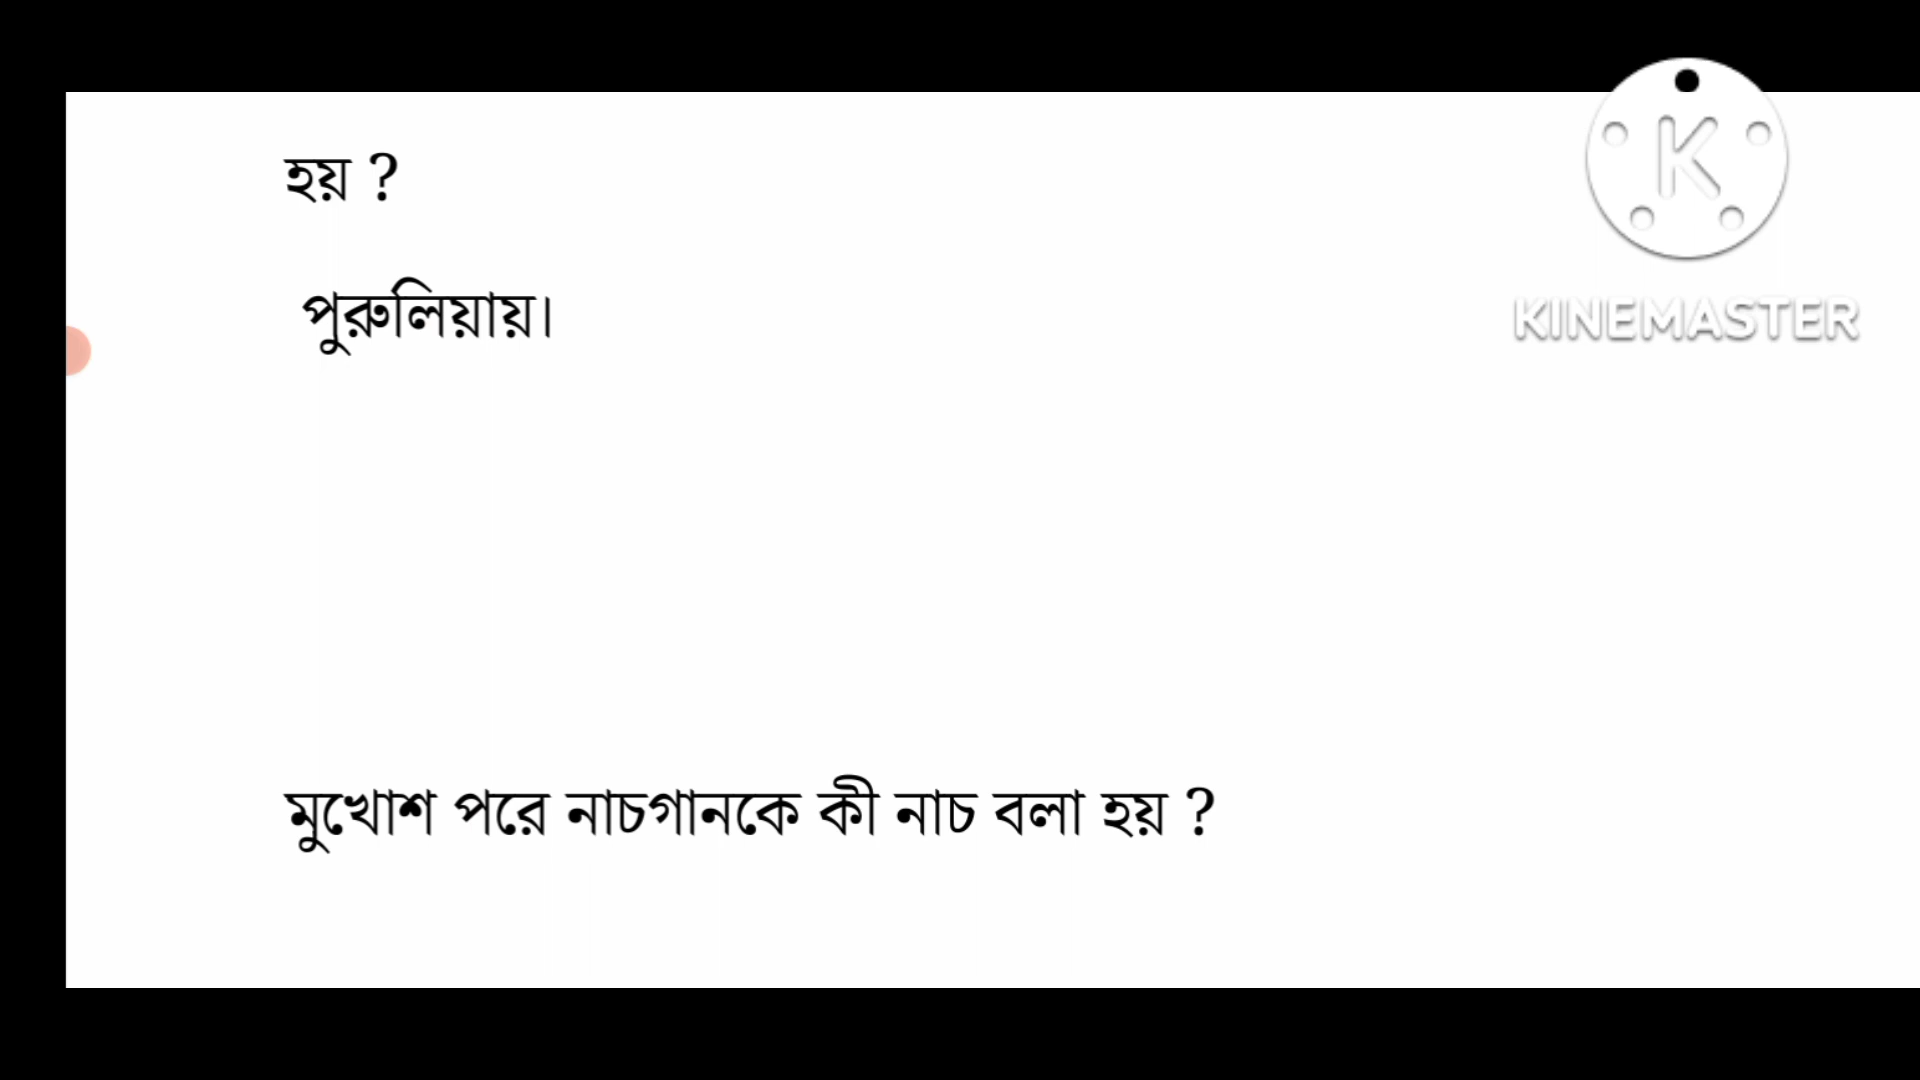 হয় ?
পুরুলিয়ায়।
মুখোশ পরে নাচগানকে কী নাচ বলা হয় ?
K
KINEMASTER